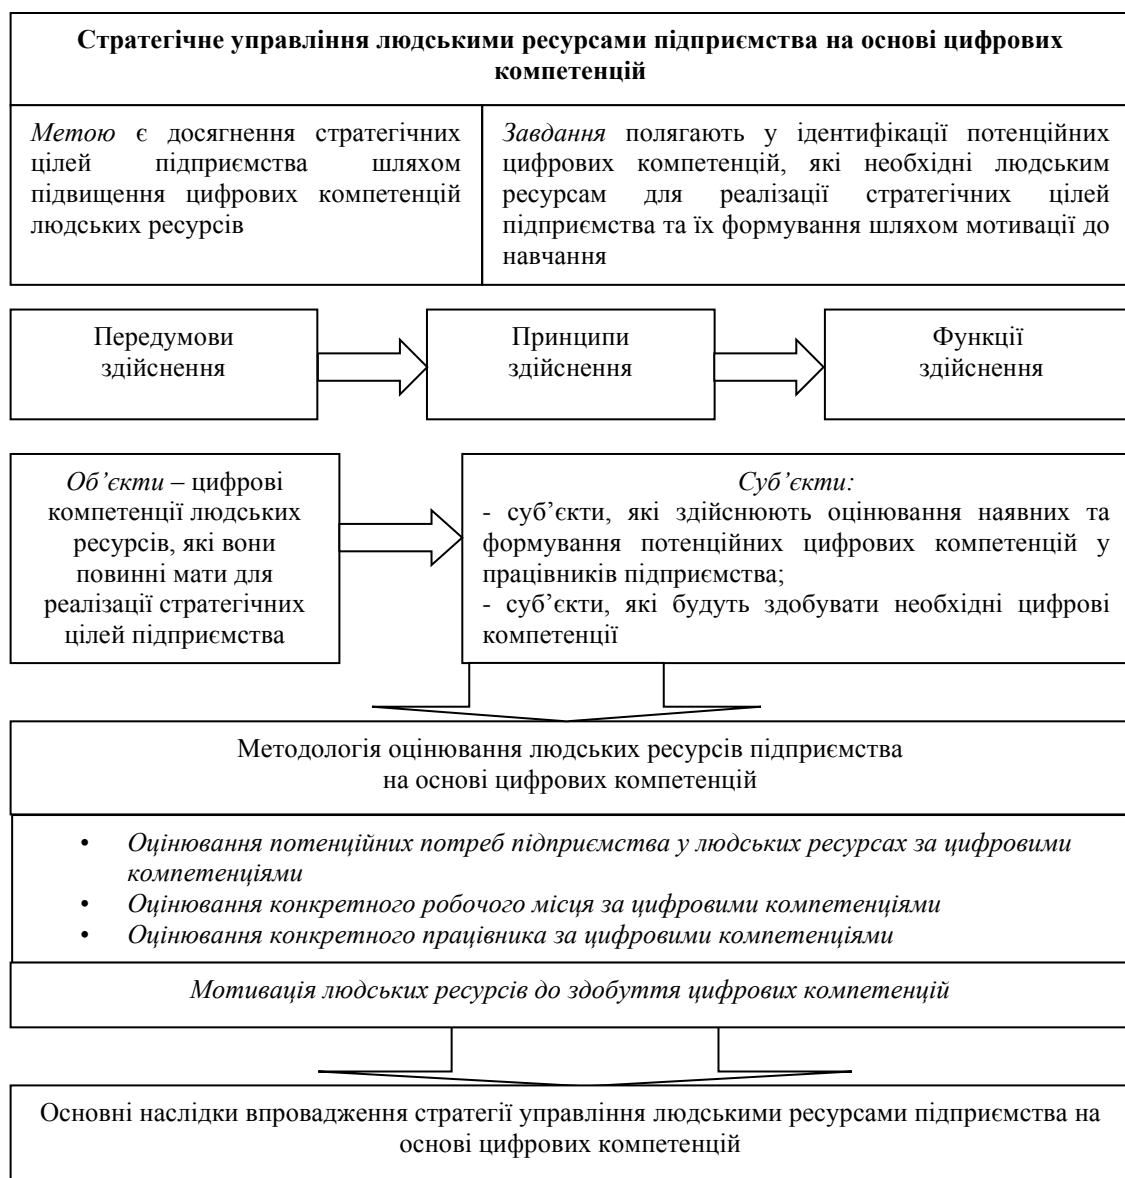 Стратегічне управління людськими ресурсами підприємства на основі цифрових
компетенцій
Метою є досягнення стратегічних
цілей підприємства шляхом
підвищення цифрових компетенцій
людських ресурсів
Завдання полягають у ідентифікації потенційних
цифрових компетенцій, які необхідні людським
ресурсам для реалізації стратегічних цілей
підприємства та їх формування шляхом мотивації до
навчання
Передумови
здійснення
Принципи
здійснення
Функції
здійснення
Об’єкти – цифрові
компетенції людських
ресурсів, які вони
повинні мати для
реалізації стратегічних
цілей підприємства
Суб’єкти:
- суб’єкти, які здійснюють оцінювання наявних та
формування потенційних цифрових компетенцій у
працівників підприємства;
- суб’єкти, які будуть здобувати необхідні цифрові
компетенції
Методологія оцінювання людських ресурсів підприємства
на основі цифрових компетенцій
• Оцінювання потенційних потреб підприємства у людських ресурсах за цифровими
компетенціями
• Оцінювання конкретного робочого місця за цифровими компетенціями
• Оцінювання конкретного працівника за цифровими компетенціями
Мотивація людських ресурсів до здобуття цифрових компетенцій
Основні наслідки впровадження стратегії управління людськими ресурсами підприємства на
основі цифрових компетенцій